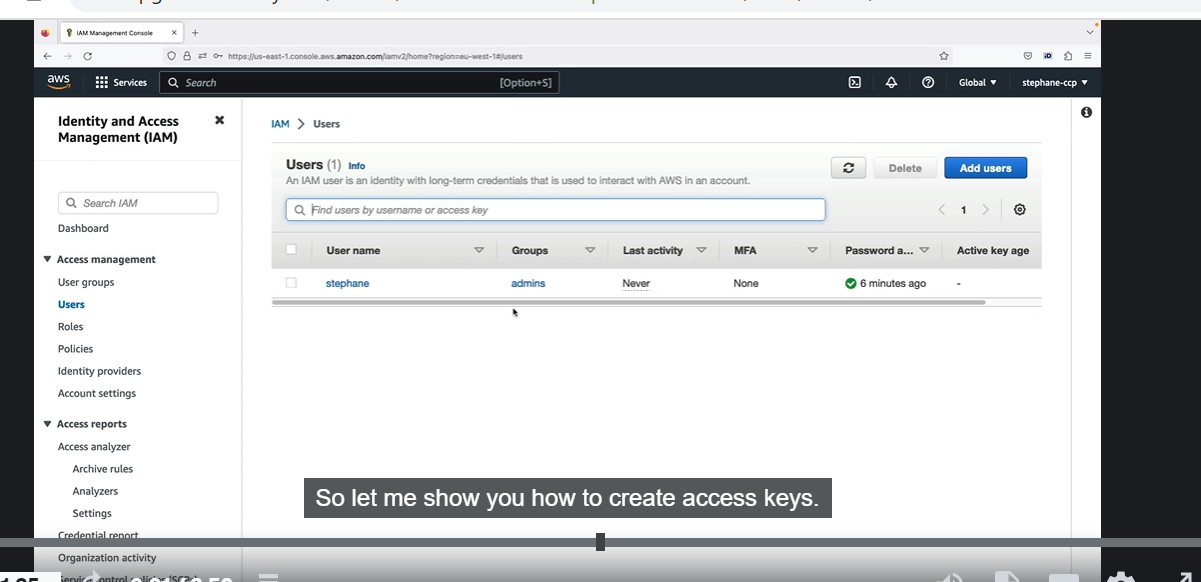 IAM Management Console
https://us-east-1.console.aws.amazon.com/iamv2/home?region=eu-west-1#/users
aws Services Search [Option+S] Global stephane-ccp
Identity and Access
Management (IAM)
Search IAM
Dashboard
Access management
User groups
Users
Roles
Policies
Identity providers
Account settings
Access reports
Access analyzer
Archive rules
Analyzers
Settings
Credential report
Organization activity
IAM > Users
Users (1) Info
An IAM user is an identity with long-term credentials that is used to interact with AWS in an account.
Delete Add users
Find users by username or access key
1
User name Groups Last activity MFA Password a... Active key age
stephane admins Never None 6 minutes ago -
So let me show you how to create access keys.